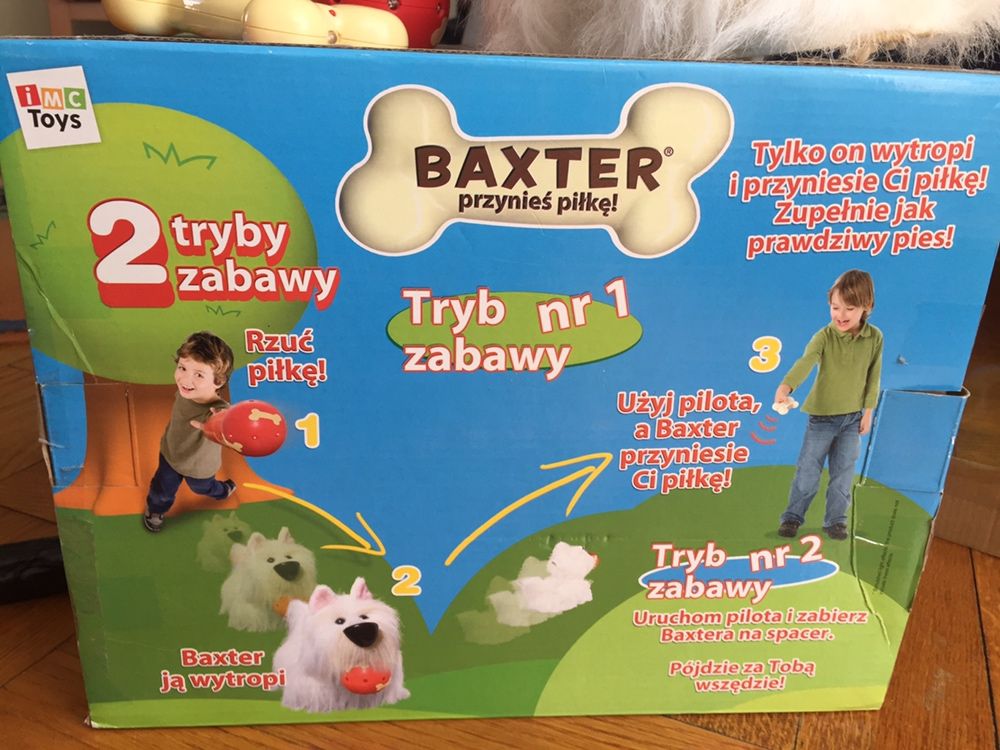 iMC
Toys
BAXTER®
przynieś piłkę!
Tylko on wytropi
i przyniesie Ci piłkę!
Zupełnie jak
prawdziwy pies!
2 tryby
zabawy
Tryb nr 1
zabawy
Rzuć
piłkę!
1
3
Użyj pilota,
a Baxter
przyniesie
Ci piłkę!
2
Baxter
ją wytropi
Tryb nr 2
zabawy
Uruchom pilota i zabierz
Baxtera na spacer.
Pójdzie za Tobą
wszędzie!